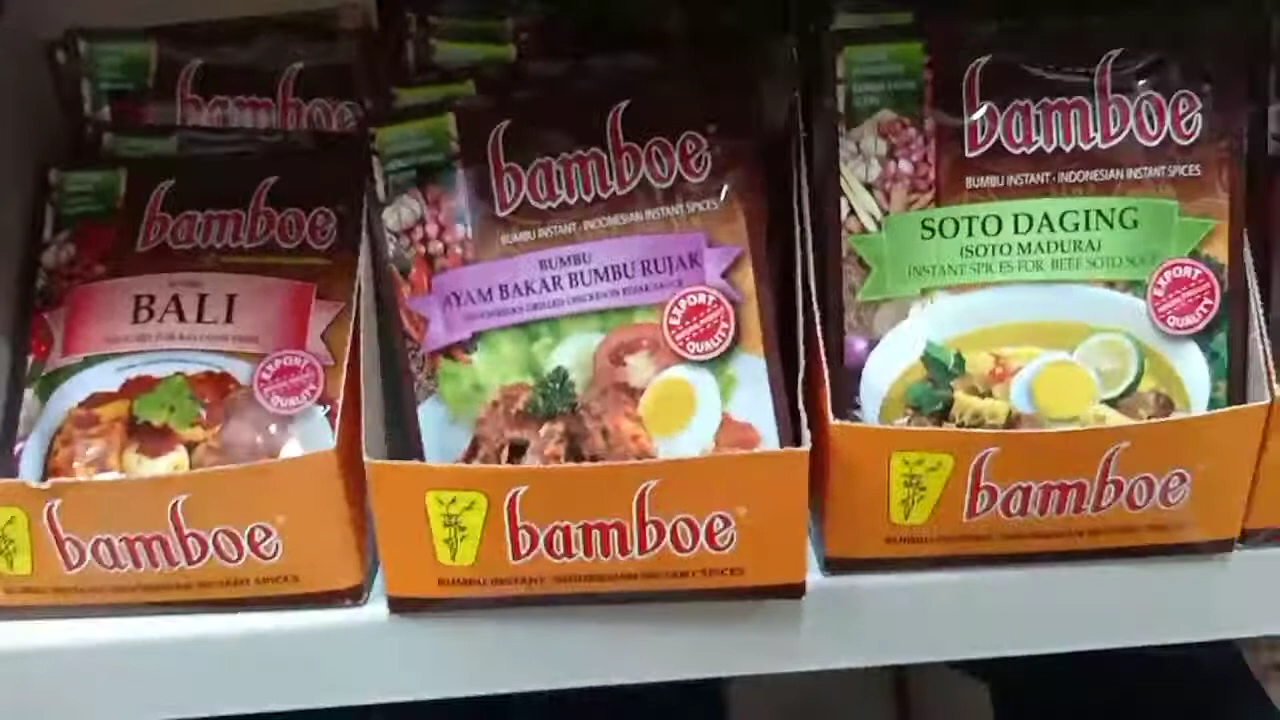 bamboe
bamboe
BALI
EXPORT
QUALITY
bamboe
bamboe
BUMBU INSTANT - INDONESIAN INSTANT SPICES
BUMBU
AYAM BAKAR BUMBU RUJAK
EXPORT
QUALITY
bamboe
BUMBU INSTANT - INDONESIAN INSTANT SPICES
bamboe
BUMBU INSTANT - INDONESIAN INSTANT SPICES
SOTO DAGING
(SOTO MADURA)
INSTANT SPICES FOR BEEF SOTO SOUP
EXPORT
QUALITY
bamboe